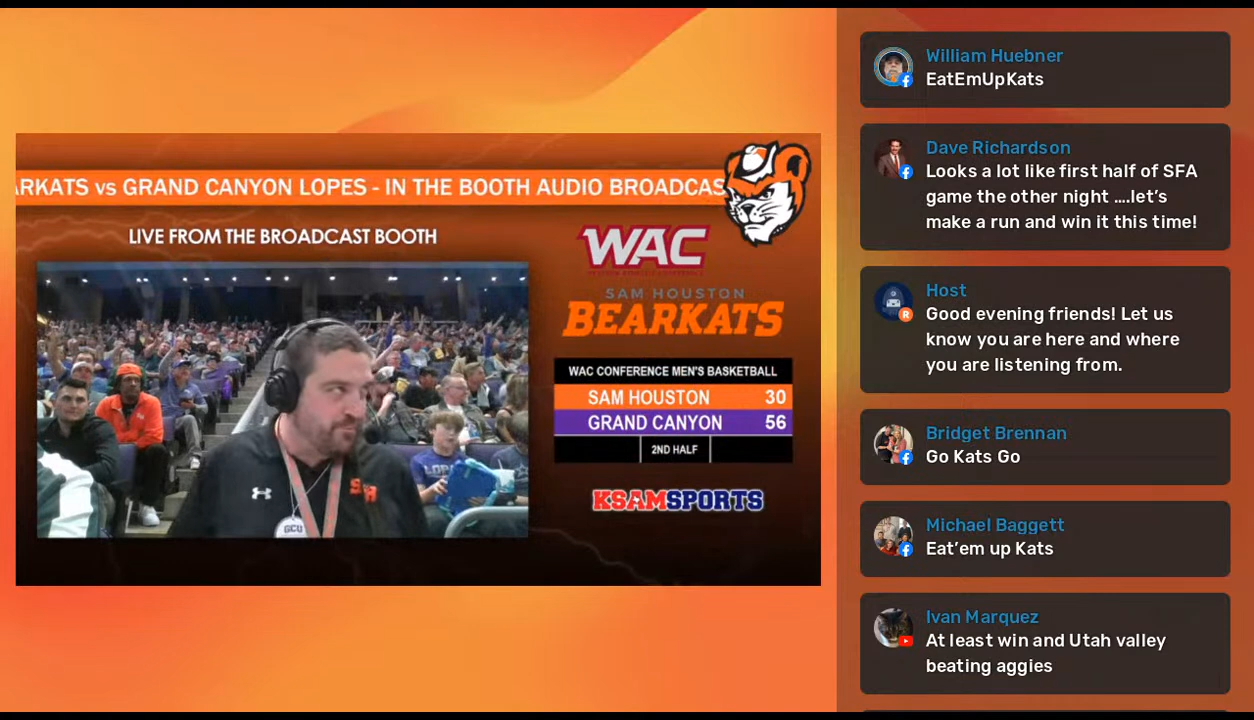 ARKATS vs GRAND CANYON LOPES - IN THE BOOTH AUDIO BROADCAS
LIVE FROM THE BROADCAST BOOTH
WAC
SAM HOUSTON
BEARKATS
WAC CONFERENCE MEN'S BASKETBALL
SAM HOUSTON 30
GRAND CANYON 56
2ND HALF
KSAMSPORTS
GCU
SH
LOPES
William Huebner
EatEmUpKats
Dave Richardson
Looks a lot like first half of SFA
game the other night ....let's
make a run and win it this time!
Host
Good evening friends! Let us
know you are here and where
you are listening from.
Bridget Brennan
Go Kats Go
Michael Baggett
Eat'em up Kats
Ivan Marquez
At least win and Utah valley
beating aggies